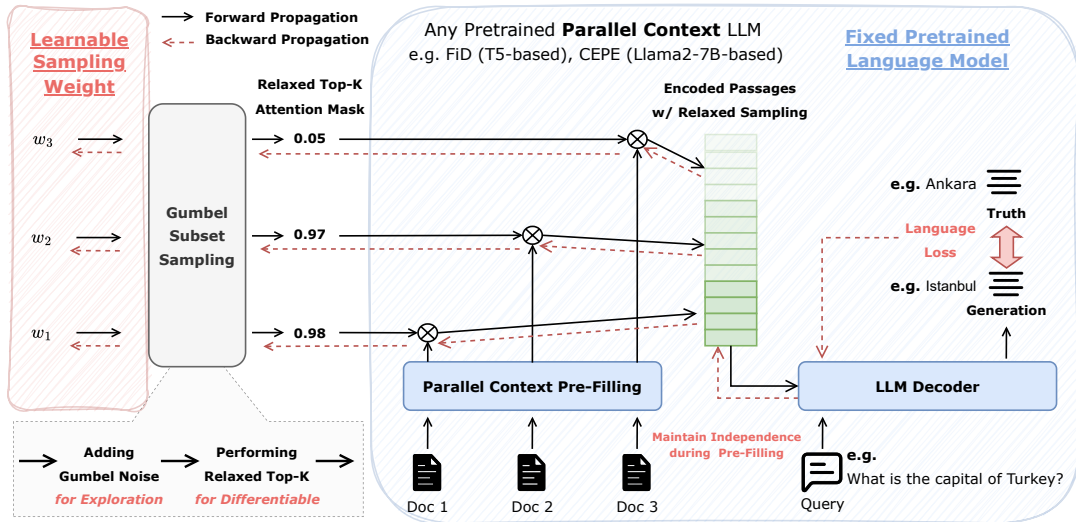 Forward Propagation
Backward Propagation
Learnable
Sampling
Weight
Any Pretrained Parallel Context LLM
e.g. FiD (T5-based), CEPE (Llama2-7B-based)
Fixed Pretrained
Language Model
Relaxed Top-K
Attention Mask
Encoded Passages
w/ Relaxed Sampling
w3
0.05
w2
0.97
w1
0.98
Gumbel
Subset
Sampling
e.g. Ankara
Truth
Language
Loss
e.g. Istanbul
Generation
Parallel Context Pre-Filling
LLM Decoder
Maintain Independence
during Pre-Filling
Adding
Gumbel Noise
for Exploration
Performing
Relaxed Top-K
for Differentiable
Doc 1
Doc 2
Doc 3
e.g.
What is the capital of Turkey?
Query